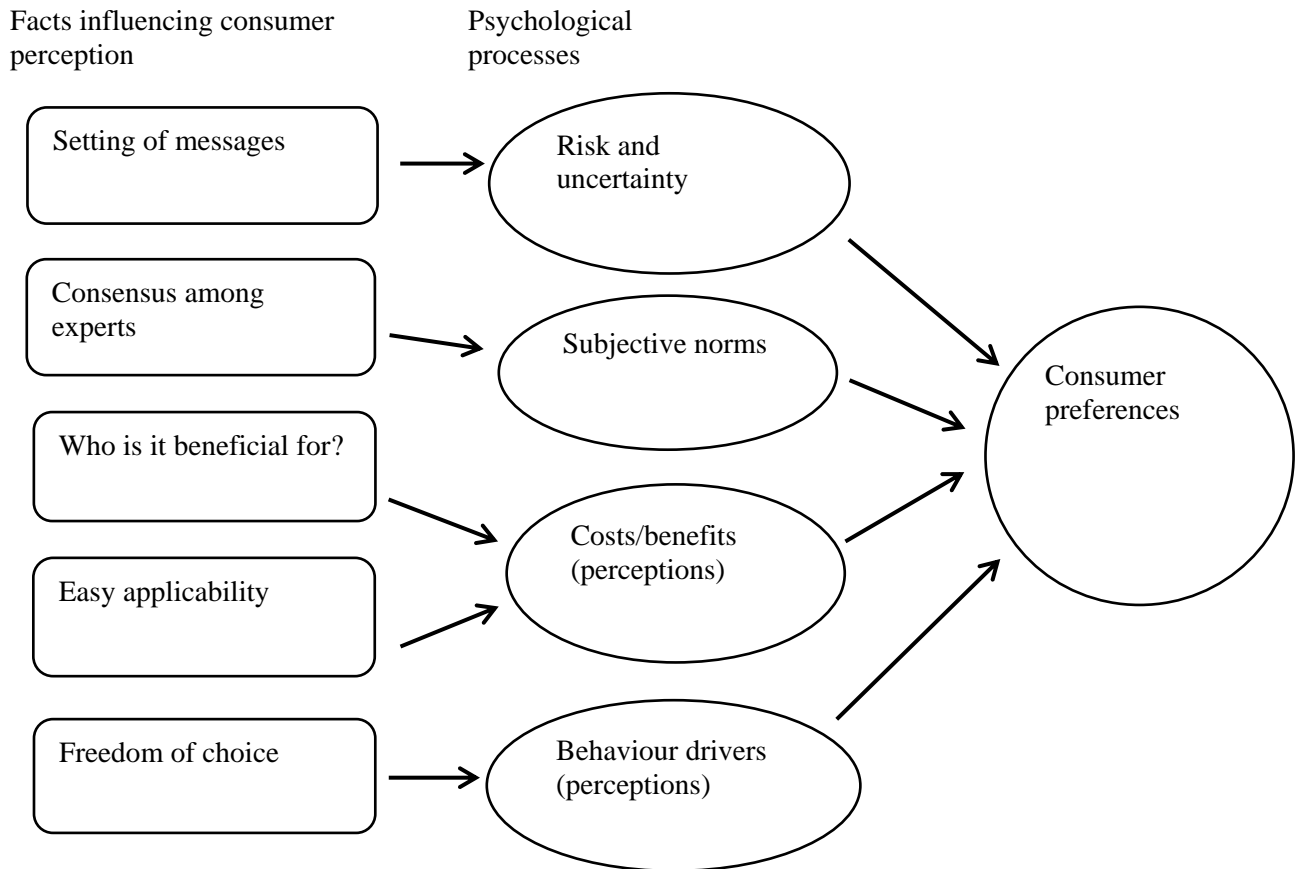 Facts influencing consumer
perception
Psychological
processes
Setting of messages
Risk and
uncertainty
Consensus among
experts
Subjective norms
Consumer
preferences
Who is it beneficial for?
Costs/benefits
(perceptions)
Easy applicability
Freedom of choice
Behaviour drivers
(perceptions)